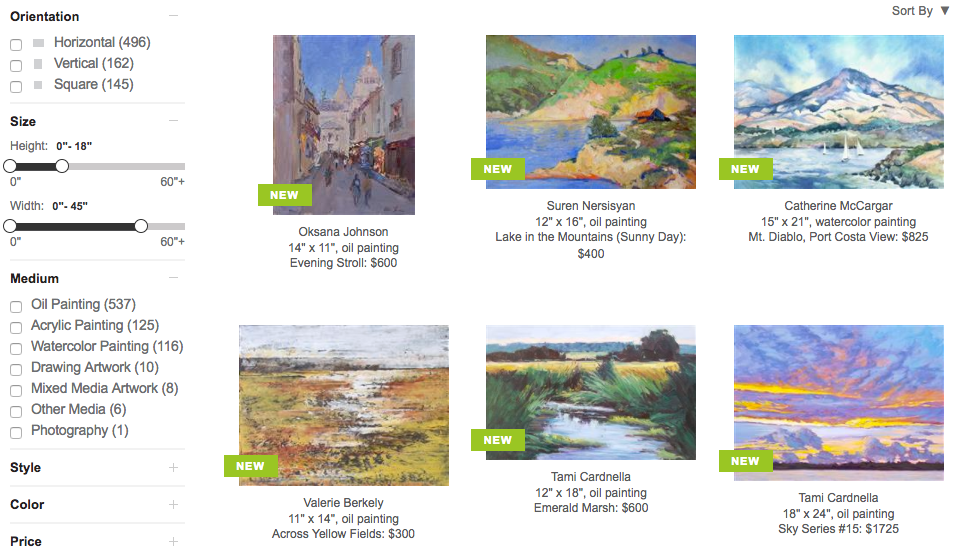 Sort By ▼
Orientation
Horizontal (496)
Vertical (162)
Square (145)
Size
Height: 0"- 18"
0" 60"+
Width: 0"- 45"
0" 60"+
Medium
Oil Painting (537)
Acrylic Painting (125)
Watercolor Painting (116)
Drawing Artwork (10)
Mixed Media Artwork (8)
Other Media (6)
Photography (1)
Style
Color
Price
NEW
Oksana Johnson
14" x 11", oil painting
Evening Stroll: $600
NEW
Suren Nersisyan
12" x 16", oil painting
Lake in the Mountains (Sunny Day):
$400
NEW
Catherine McCargar
15" x 21", watercolor painting
Mt. Diablo, Port Costa View: $825
NEW
Valerie Berkely
11" x 14", oil painting
Across Yellow Fields: $300
NEW
Tami Cardnella
12" x 18", oil painting
Emerald Marsh: $600
NEW
Tami Cardnella
18" x 24", oil painting
Sky Series #15: $1725